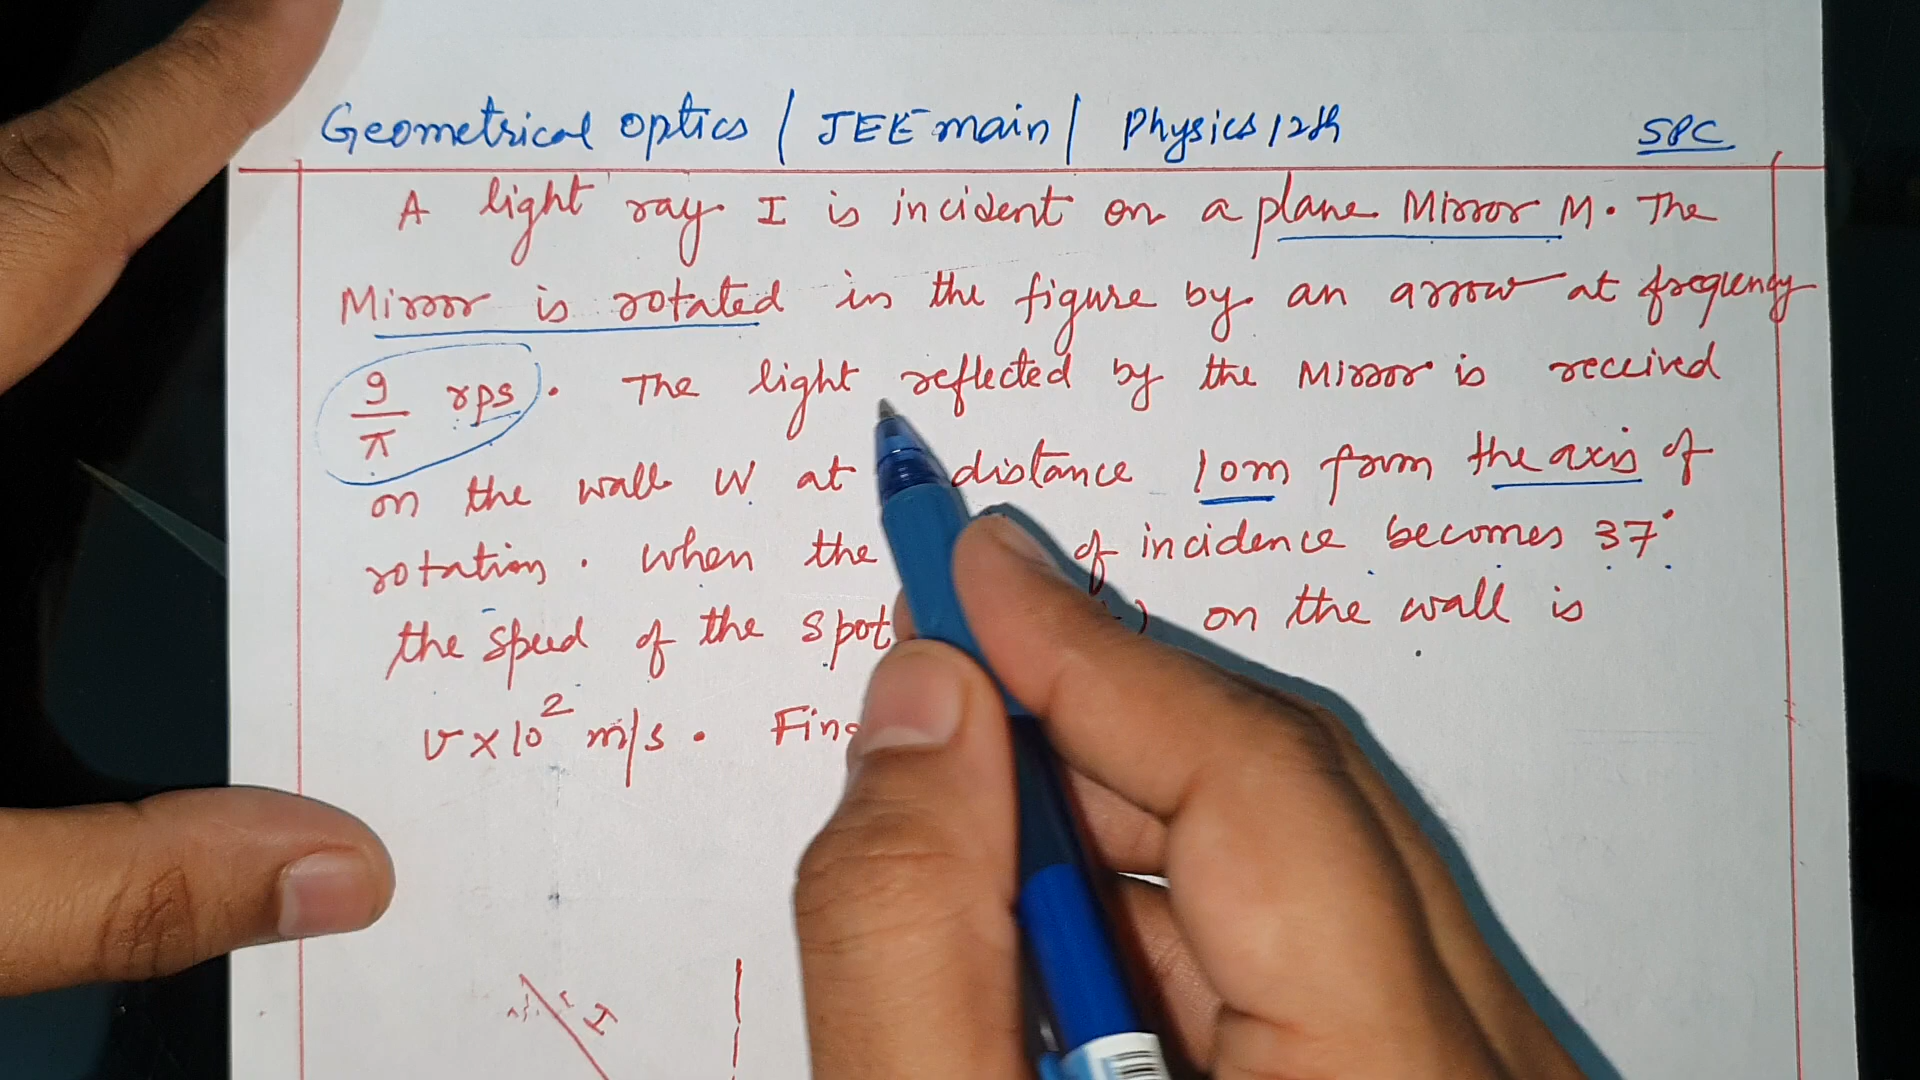 Geometrical optics / JEE main / Physics 12th SPC
A light ray I is incident on a plane Mirror M. The
Mirror is rotated in the figure by an arrow at frequency
9/π rps. The light reflected by the Mirror is received
on the wall W at distance 10m from the axis of
rotation. When the of incidence becomes 37°
the speed of the spot on the wall is
v×10² m/s. Find
I